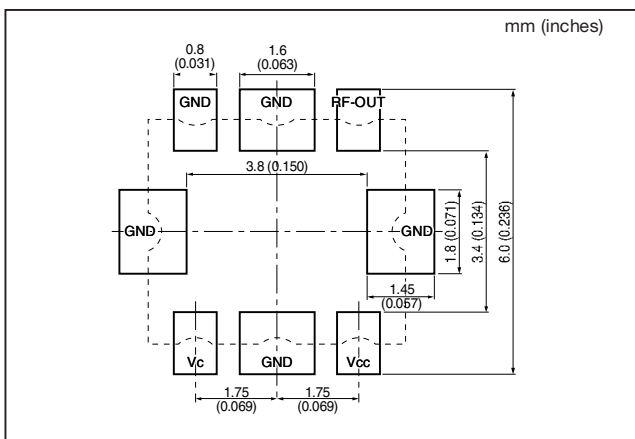 mm (inches)
0.8
(0.031)
1.6
(0.063)
GND
GND
RF-OUT
3.8 (0.150)
GND
GND
1.8 (0.071)
3.4 (0.134)
6.0 (0.236)
1.45
(0.057)
Vc
GND
Vcc
1.75
(0.069)
1.75
(0.069)